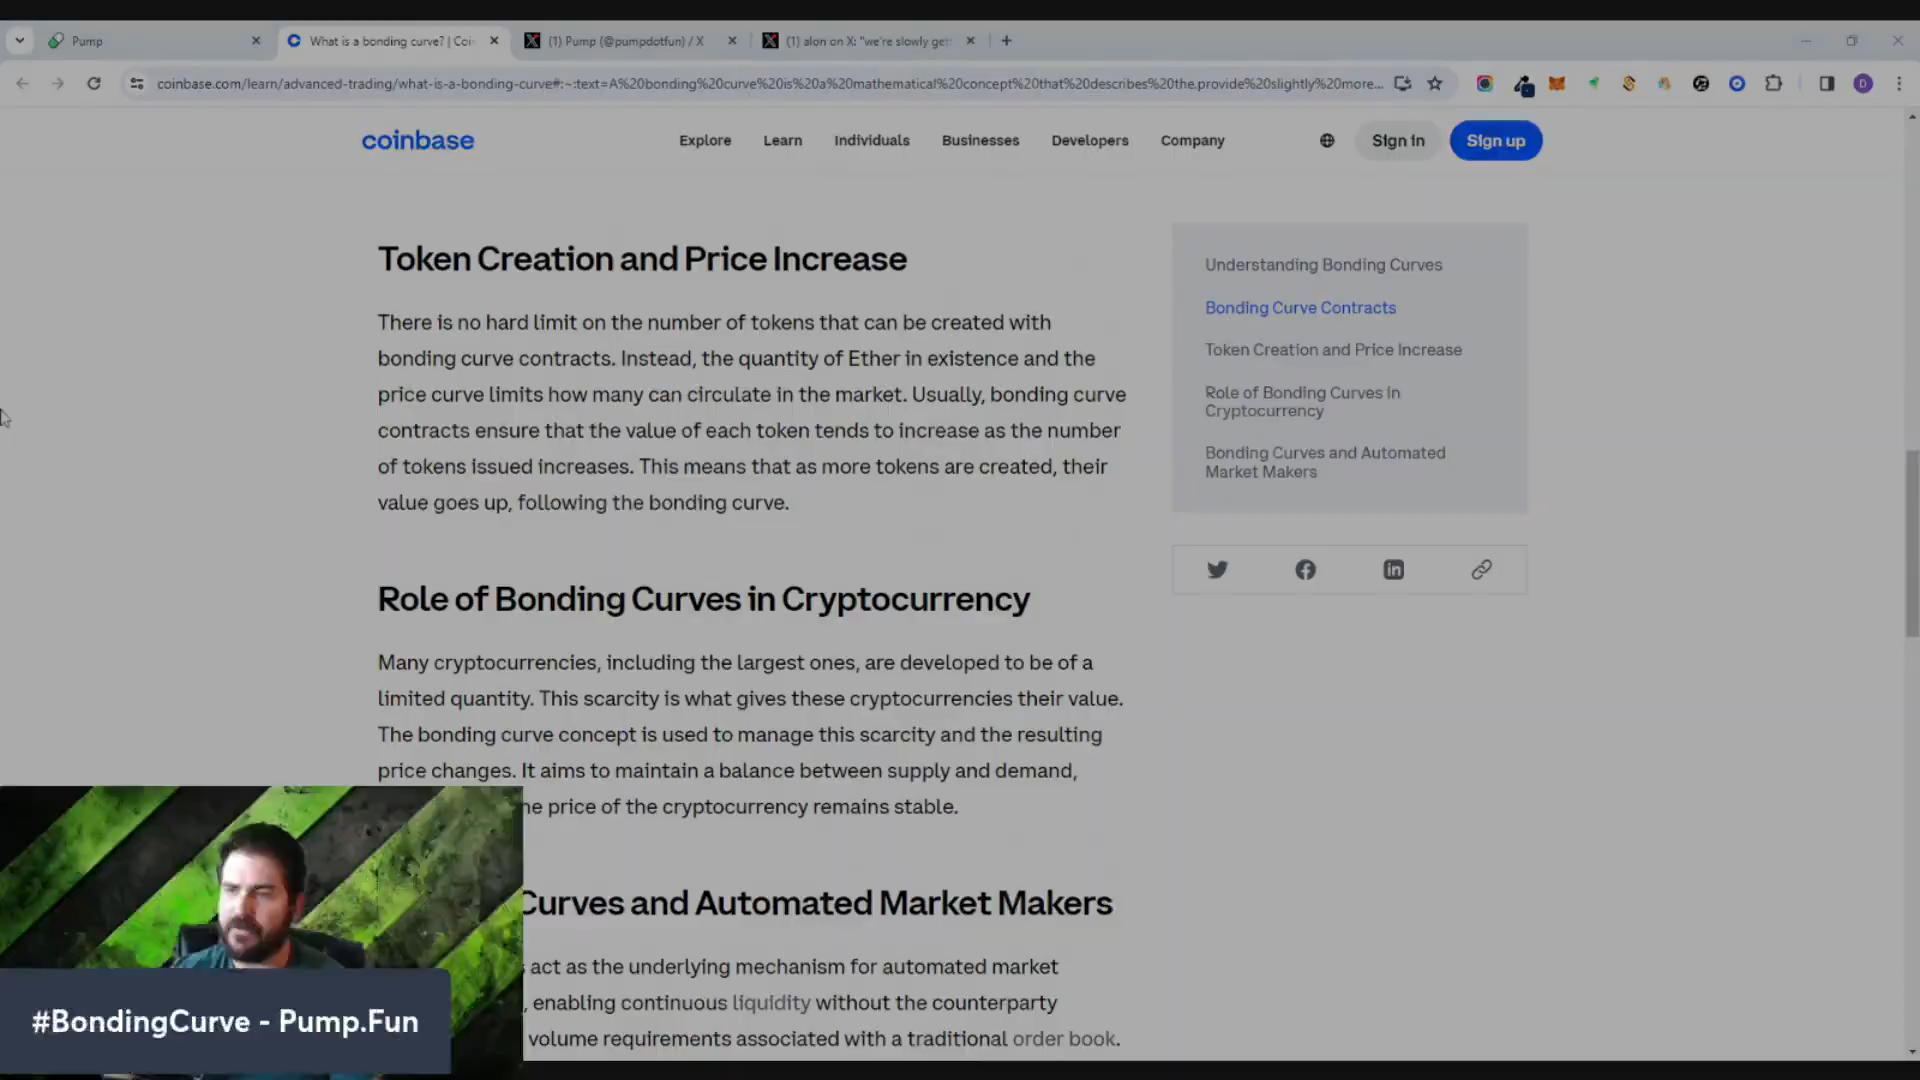 Pump
What is a bonding curve? | Coi
(1) Pump (@pumpdotfun) / X
(1) alon on X: "we're slowly get
coinbase.com/learn/advanced-trading/what-is-a-bonding-curve#:~:text=A%20bonding%20curve%20is%20a%20mathematical%20concept%20that%20describes%20the.provide%20slightly%20more...
coinbase
Explore
Learn
Individuals
Businesses
Developers
Company
Sign in
Sign up
Token Creation and Price Increase
There is no hard limit on the number of tokens that can be created with
bonding curve contracts. Instead, the quantity of Ether in existence and the
price curve limits how many can circulate in the market. Usually, bonding curve
contracts ensure that the value of each token tends to increase as the number
of tokens issued increases. This means that as more tokens are created, their
value goes up, following the bonding curve.
Role of Bonding Curves in Cryptocurrency
Many cryptocurrencies, including the largest ones, are developed to be of a
limited quantity. This scarcity is what gives these cryptocurrencies their value.
The bonding curve concept is used to manage this scarcity and the resulting
price changes. It aims to maintain a balance between supply and demand,
he price of the cryptocurrency remains stable.
Curves and Automated Market Makers
act as the underlying mechanism for automated market
, enabling continuous liquidity without the counterparty
volume requirements associated with a traditional order book.
Understanding Bonding Curves
Bonding Curve Contracts
Token Creation and Price Increase
Role of Bonding Curves in
Cryptocurrency
Bonding Curves and Automated
Market Makers
#BondingCurve - Pump.Fun